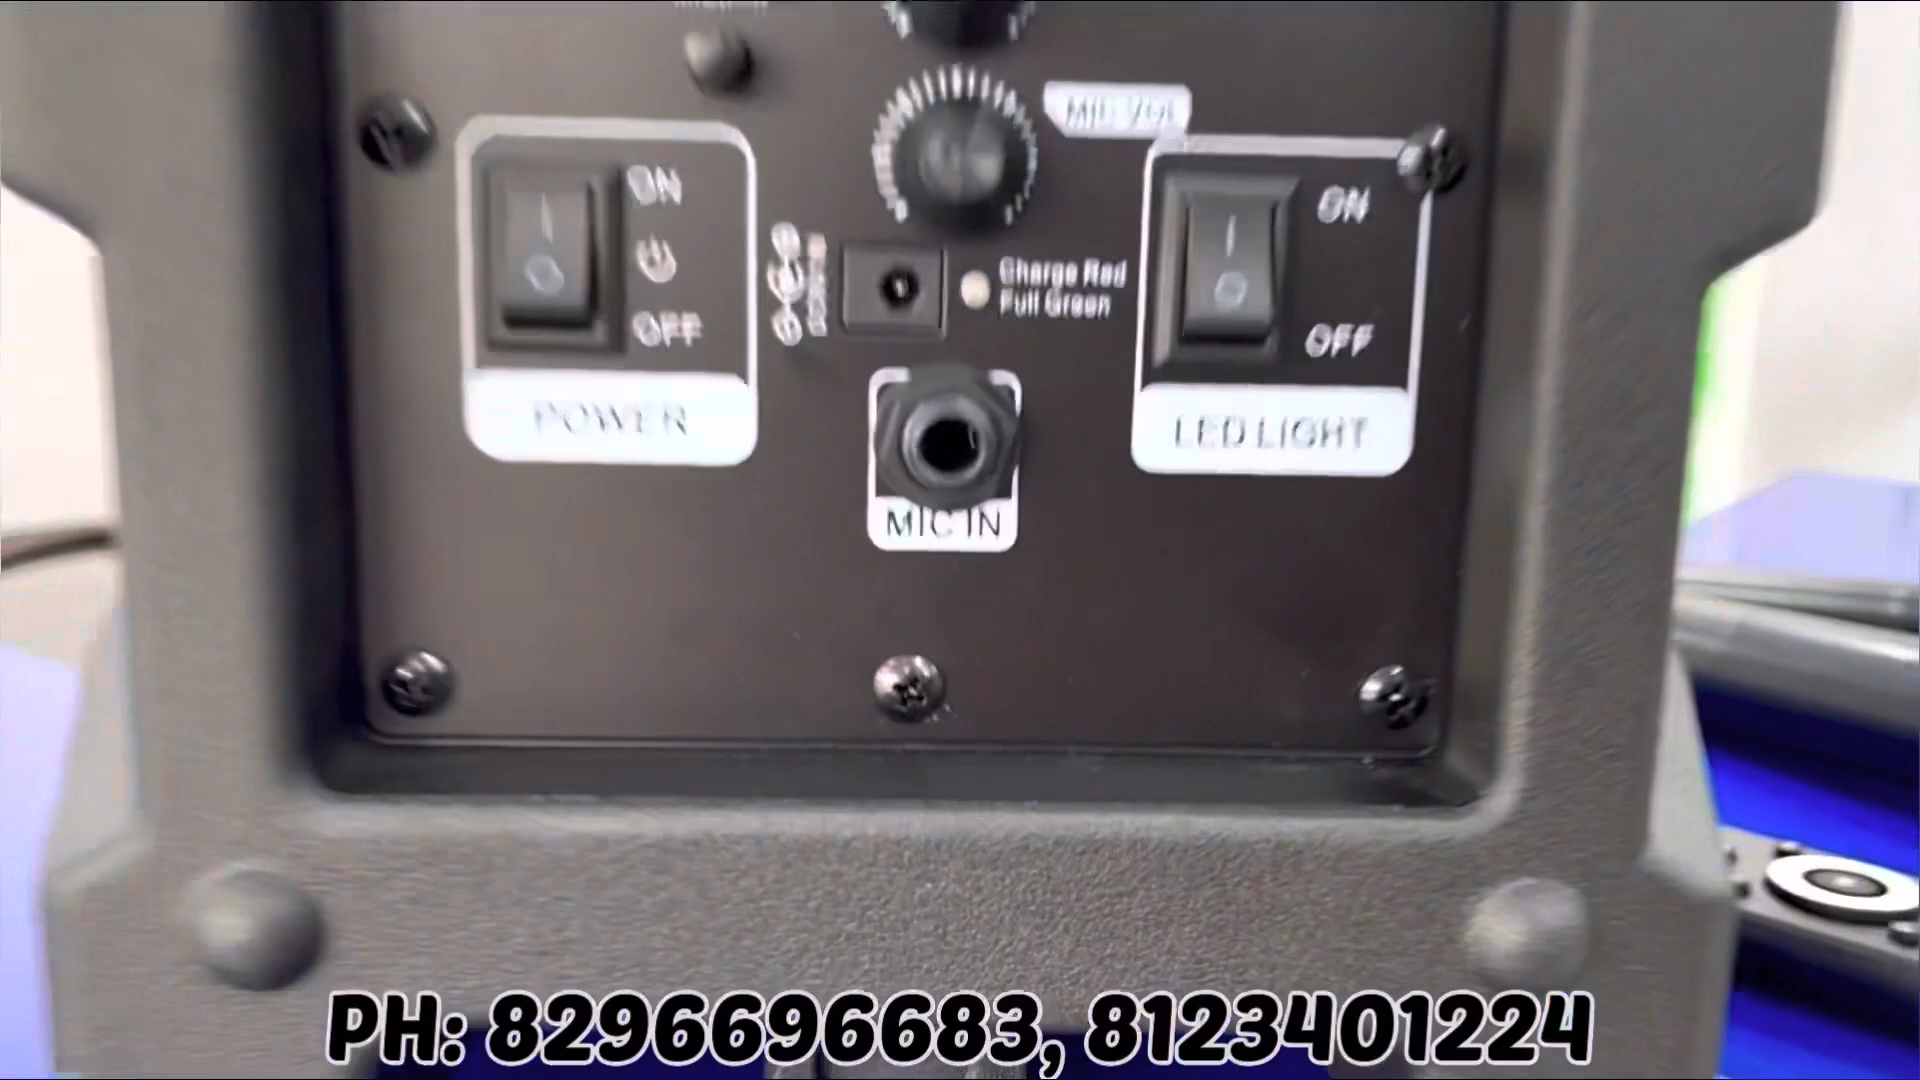 MIC VOL
ON
OFF
POWER
Charge Red
Full Green
ON
OFF
LED LIGHT
MIC IN
PH: 8296696683, 8123401224